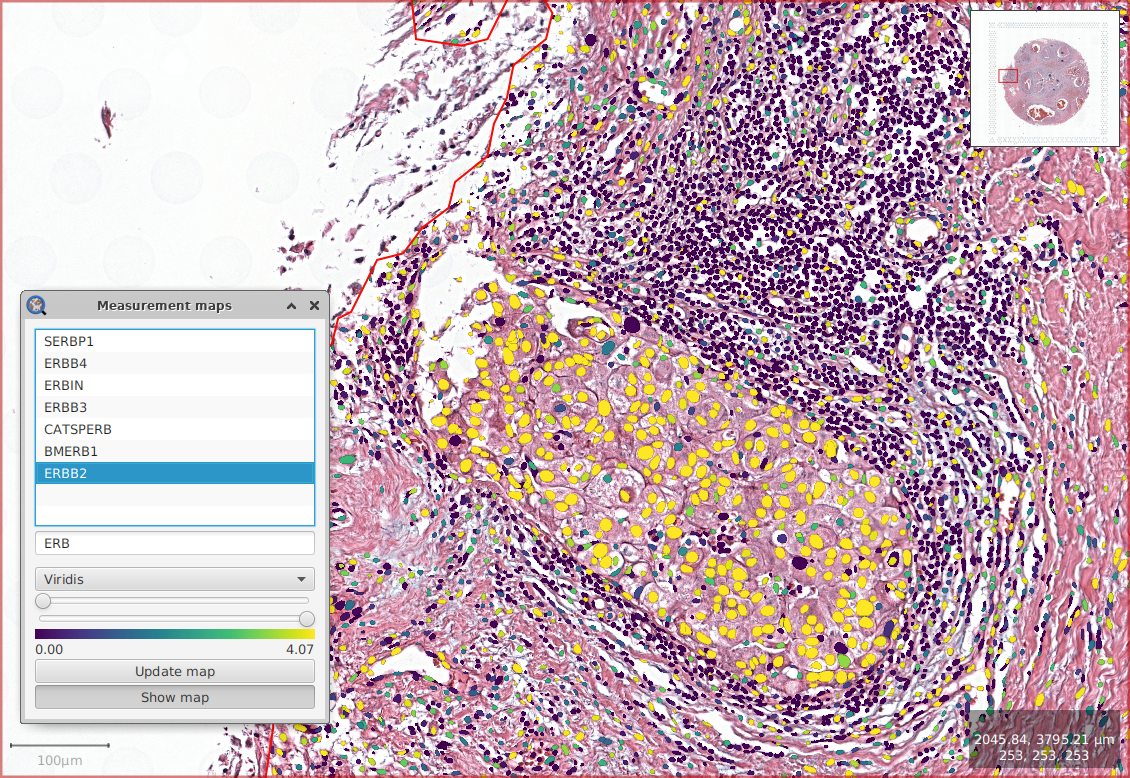 Measurement maps
SERBP1
ERBB4
ERBIN
ERBB3
CATSPERB
BMERB1
ERBB2
ERB
Viridis
0.00 4.07
Update map
Show map
100µm
2045.84, 3795.21 µm
253, 253, 253